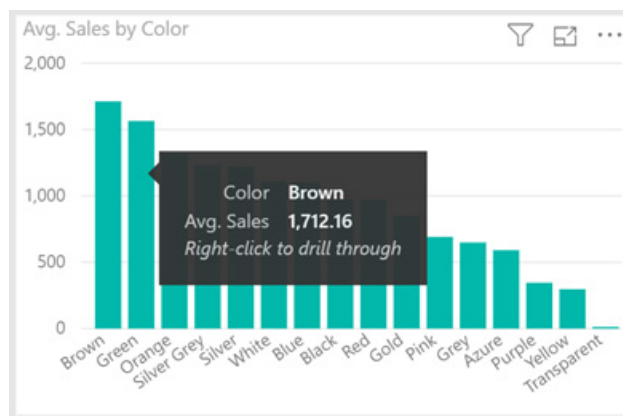 Avg. Sales by Color
2,000
1,500
1,000
500
0
Color Brown
Avg. Sales 1,712.16
Right-click to drill through
Brown
Green
Orange
Silver Grey
Silver
White
Blue
Black
Red
Gold
Pink
Grey
Azure
Purple
Yellow
Transparent